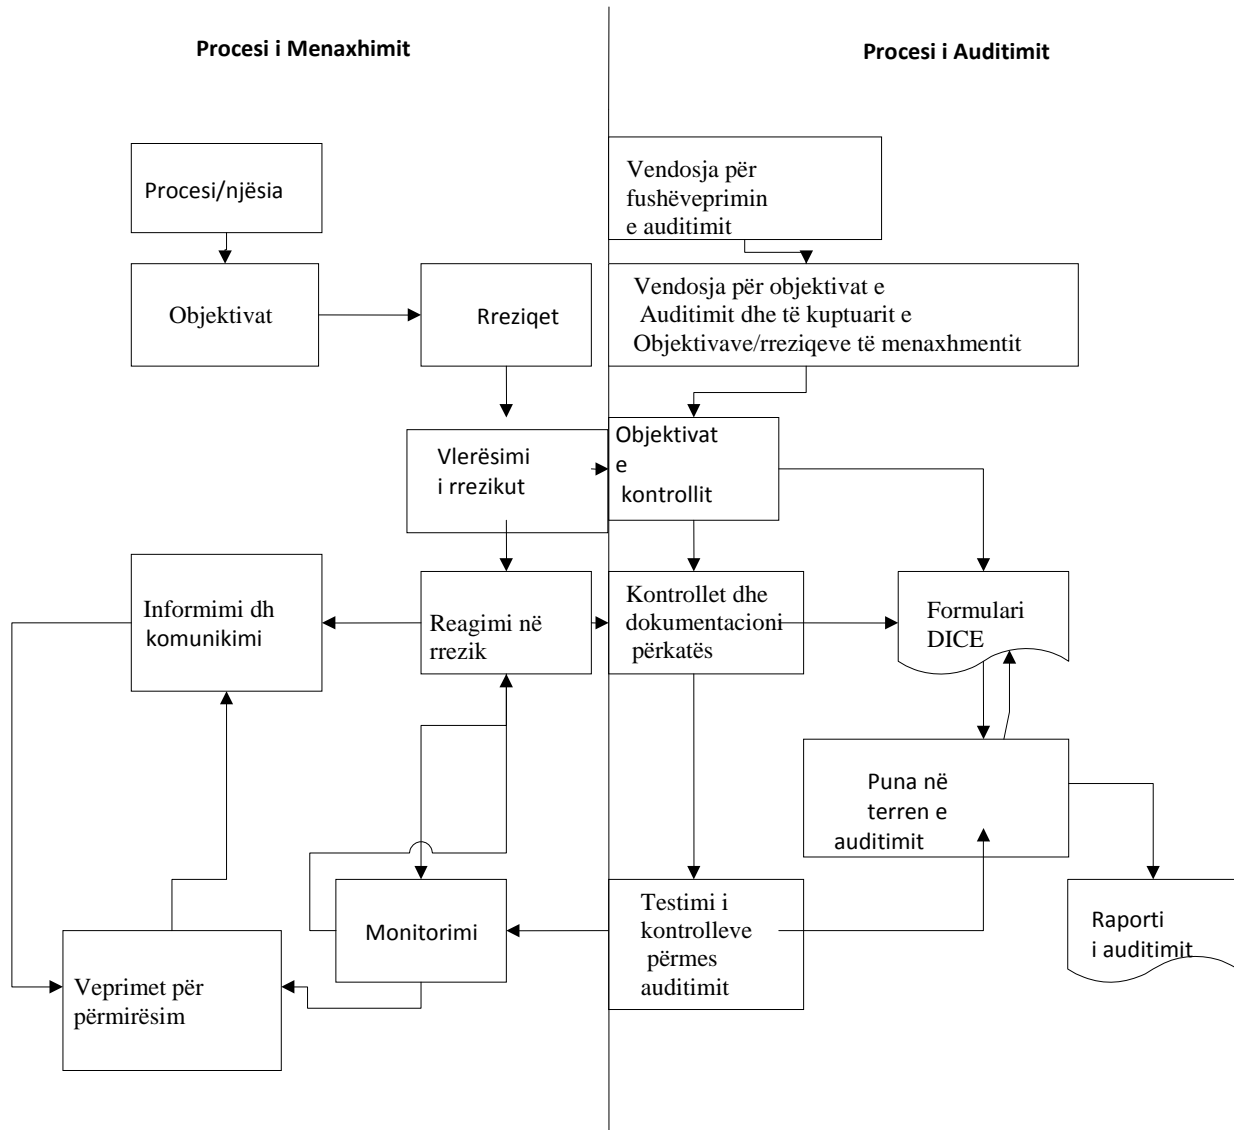 Procesi i Menaxhimit
Procesi i Auditimit
Procesi/njësia
Vendosja për
fushëveprimin
e auditimit
Objektivat
Rreziqet
Vendosja për objektivat e
Auditimit dhe të kuptuarit e
Objektivave/rreziqeve të menaxhmentit
Vlerësimi
i rrezikut
Objektivat
e
kontrollit
Informimi dh
komunikimi
Reagimi në
rrezik
Kontrollet dhe
dokumentacioni
përkatës
Formulari
DICE
Puna në
terren e
auditimit
Monitorimi
Testimi i
kontrolleve
përmes
auditimit
Raporti
i auditimit
Veprimet për
përmirësim